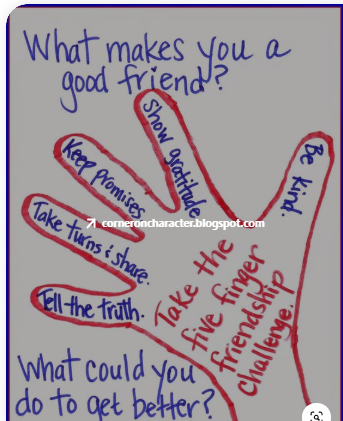 What makes you a
good friend?
Show gratitude
Keep promises
Be kind.
corneroncharacter.blogspot.com
Take turns & share.
Tell the truth.
Take the
five finger
friendship
challenge.
What could you
do to get better?